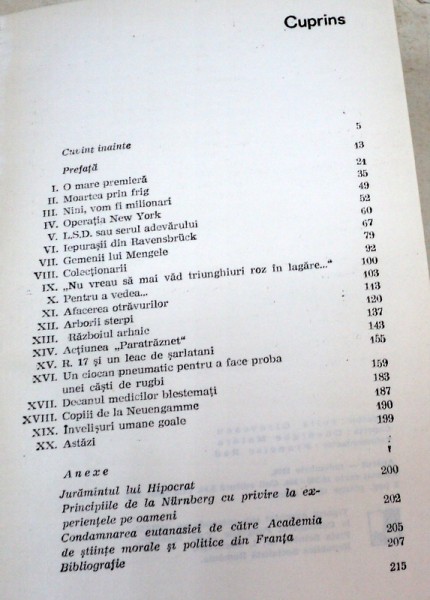 Cuprins
Cuvînt inainte 5
Prefață 13
I. O mare premieră 21
II. Moartea prin frig 35
III. Nini, vom fi milionari 49
IV. Operația New York 52
V. L.S.D. sau serul adevărului 60
VI. Iepurașii din Ravensbrück 67
VII. Gemenii lui Mengele 79
VIII. Colecționarii 92
IX. „Nu vreau să mai văd triunghiuri roz în lagăre...“ 100
X. Pentru a vedea... 103
XI. Afacerea otrăvurilor 113
XII. Arborii sterpi 120
XIII. Războiul arhaic 137
XIV. Acțiunea „Paratrăznet“ 143
XV. R. 17 și un leac de șarlatani 155
XVI. Un ciocan pneumatic pentru a face proba
unei căști de rugbi 159
XVII. Decanul medicilor blestemați 183
XVIII. Copiii de la Neuengamme 187
XIX. Învelișuri umane goale 190
XX. Astăzi 199
Anexe
Jurămîntul lui Hipocrat 200
Principiile de la Nürnberg cu privire la ex-
periențele pe oameni 202
Condamnarea eutanasiei de către Academia
de științe morale și politice din Franța 205
Bibliografie 207
215